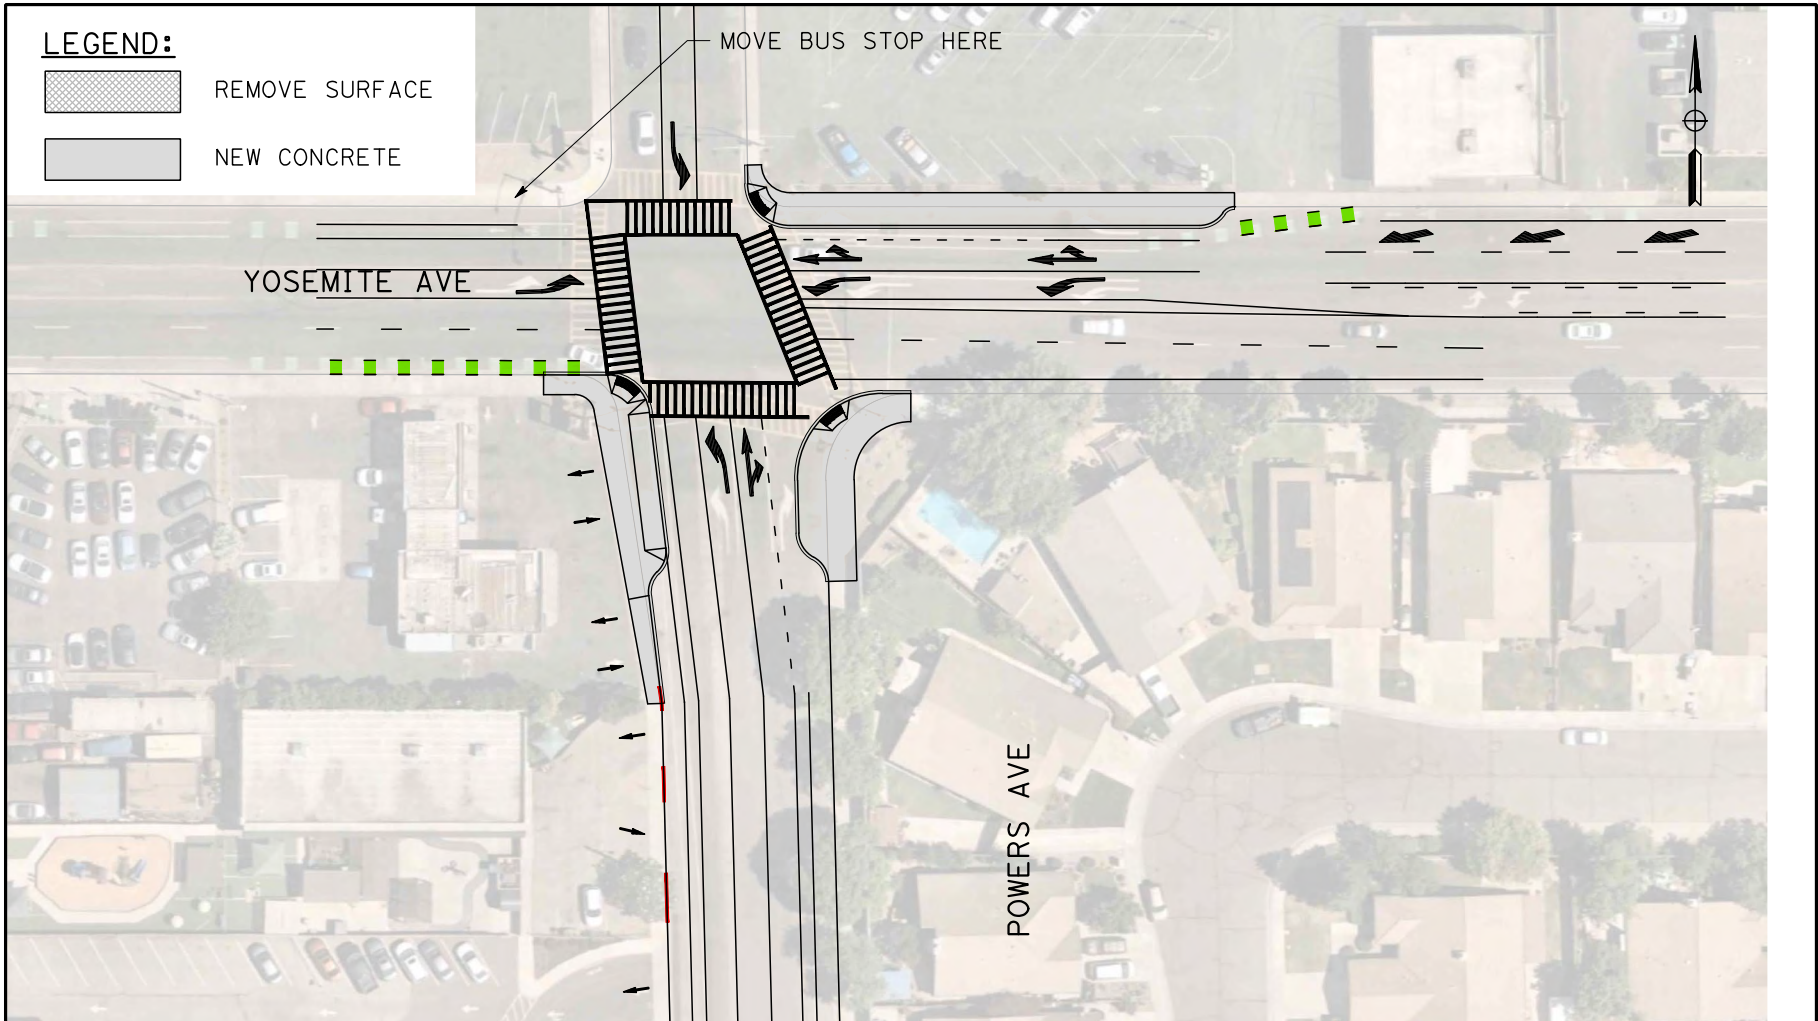 LEGEND:
MOVE BUS STOP HERE
REMOVE SURFACE
NEW CONCRETE
YOSEMITE AVE
POWERS AVE